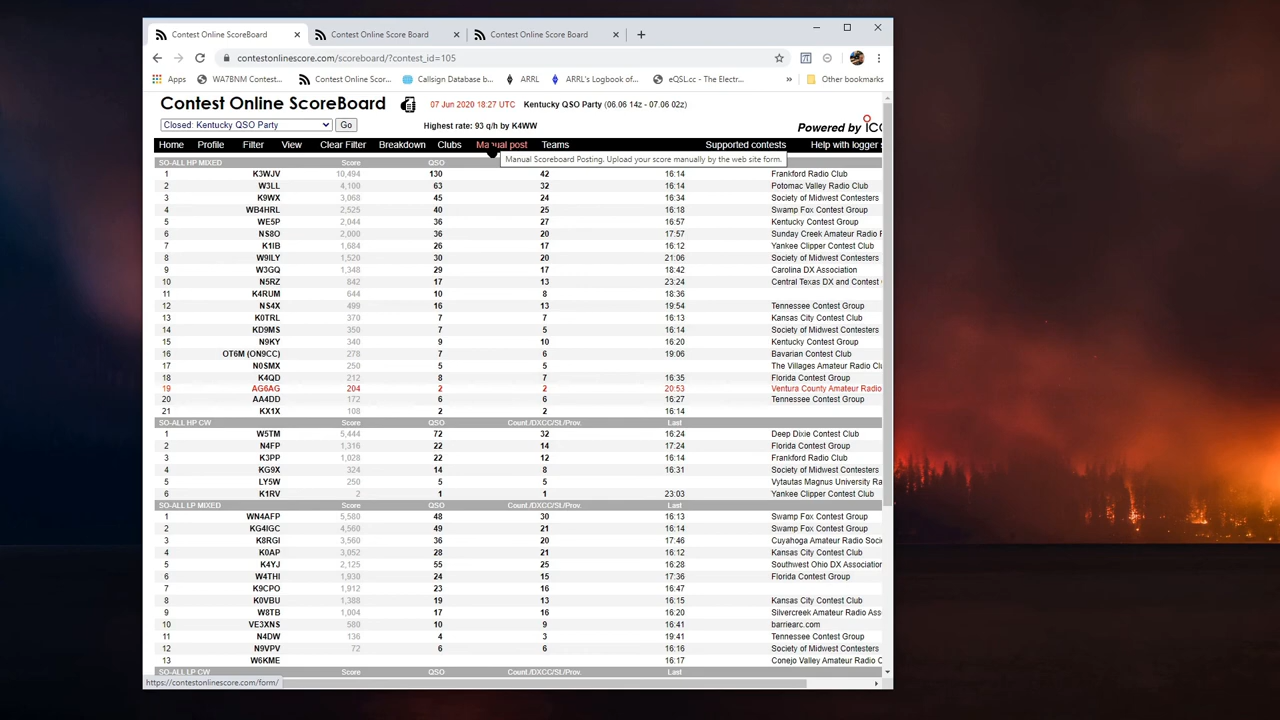 Contest Online ScoreBoard
Contest Online Score Board
Contest Online Score Board
contestonlinescore.com/scoreboard/?contest_id=105
Apps WA7BNM Contest... Contest Online Scor... Callsign Database b... ARRL ARRL's Logbook of... eQSL.cc - The Electr... » Other bookmarks
Contest Online ScoreBoard 07 Jun 2020 18:27 UTC Kentucky QSO Party (06.06 14z - 07.06 02z)
Closed: Kentucky QSO Party Go Highest rate: 93 q/h by K4WW Powered by iCO
Home Profile Filter View Clear Filter Breakdown Clubs Manual post Teams Supported contests Help with logger s
Manual Scoreboard Posting. Upload your score manually by the web site form.
SO-ALL HP MIXED Score QSO
1 K3WJV 10,494 130 42 16:14 Frankford Radio Club
2 W3LL 4,100 63 32 16:14 Potomac Valley Radio Club
3 K9WX 3,068 45 24 16:34 Society of Midwest Contesters
4 WB4HRL 2,525 40 25 16:18 Swamp Fox Contest Group
5 WE5P 2,044 36 27 16:57 Kentucky Contest Group
6 NS8O 2,000 36 20 17:57 Sunday Creek Amateur Radio F
7 K1IB 1,684 26 17 16:12 Yankee Clipper Contest Club
8 W9ILY 1,520 30 20 21:06 Society of Midwest Contesters
9 W3GQ 1,348 29 17 18:42 Carolina DX Association
10 N5RZ 842 17 13 23:24 Central Texas DX and Contest
11 K4RUM 644 10 8 18:36
12 NS4X 499 16 13 19:54 Tennessee Contest Group
13 K0TRL 370 7 7 16:13 Kansas City Contest Club
14 KD9MS 350 7 5 16:14 Society of Midwest Contesters
15 N9KY 340 9 10 16:20 Kentucky Contest Group
16 OT6M (ON9CC) 278 7 6 19:06 Bavarian Contest Club
17 N0SMX 250 5 5 The Villages Amateur Radio Clu
18 K4QD 212 8 7 16:35 Florida Contest Group
19 AG6AG 204 2 2 20:53 Ventura County Amateur Radio
20 AA4DD 172 6 6 16:27 Tennessee Contest Group
21 KX1X 108 2 2 16:14
SO-ALL HP CW Score QSO Count./DXCC/St./Prov. Last
1 W5TM 5,444 72 32 16:24 Deep Dixie Contest Club
2 N4FP 1,316 22 14 17:24 Florida Contest Group
3 K3PP 1,028 22 12 16:14 Frankford Radio Club
4 KG9X 324 14 8 16:31 Society of Midwest Contesters
5 LY5W 250 5 5 Vytautas Magnus University Ra
6 K1RV 2 1 1 23:03 Yankee Clipper Contest Club
SO-ALL LP MIXED Score QSO Count./DXCC/St./Prov. Last
1 WN4AFP 5,580 48 30 16:13 Swamp Fox Contest Group
2 KG4IGC 4,560 49 21 16:14 Swamp Fox Contest Group
3 K8RGI 3,560 36 20 17:46 Cuyahoga Amateur Radio Socie
4 K0AP 3,052 28 21 16:12 Kansas City Contest Club
5 K4YJ 2,125 55 25 16:28 Southwest Ohio DX Association
6 W4THI 1,930 24 15 17:36 Florida Contest Group
7 K9CPO 1,912 23 16 16:47
8 K0VBU 1,388 19 13 16:41 Kansas City Contest Club
9 W8TB 1,004 17 16 16:20 Silvercreek Amateur Radio Ass
10 VE3XNS 580 10 9 16:41 barriearc.com
11 N4DW 136 4 3 19:41 Tennessee Contest Group
12 N9VPV 72 6 6 16:16 Society of Midwest Contesters
13 W6KME 16:17 Conejo Valley Amateur Radio C
SO-ALL LP CW Score QSO Count./DXCC/St./Prov. Last
https://contestonlinescore.com/form/